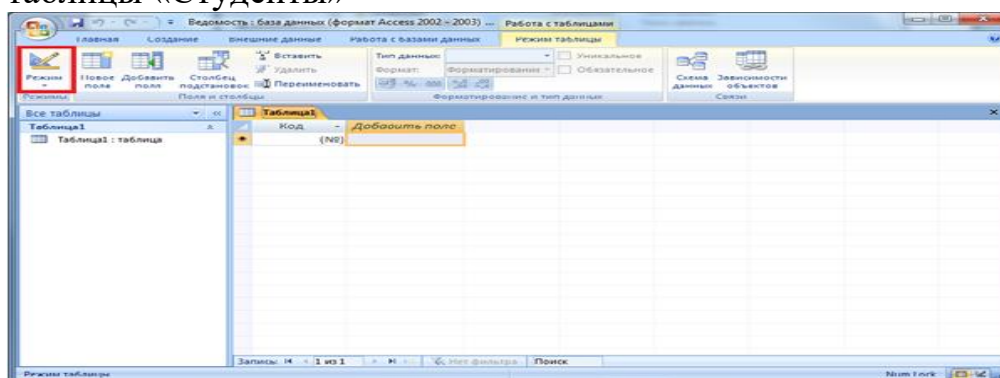 таблицы «Студенты»
Ведомость : база данных (формат Access 2002 - 2003) ... Работа с таблицами
Главная Создание Внешние данные Работа с базами данных Режим таблицы
Режим
Новое поле
Добавить поля
Столбец подстановок
Вставить
Удалить
Переименовать
Тип данных:
Формат: Форматирование
Уникальное
Обязательное
Схема данных
Зависимости объектов
Режимы Поля и столбцы Форматирование и тип данных Связи
Все таблицы
Таблица1
Таблица1 : таблица
Таблица1
Код Добавить поле
(№)
Запись: 1 из 1 Нет фильтра Поиск
Режим таблицы Num Lock